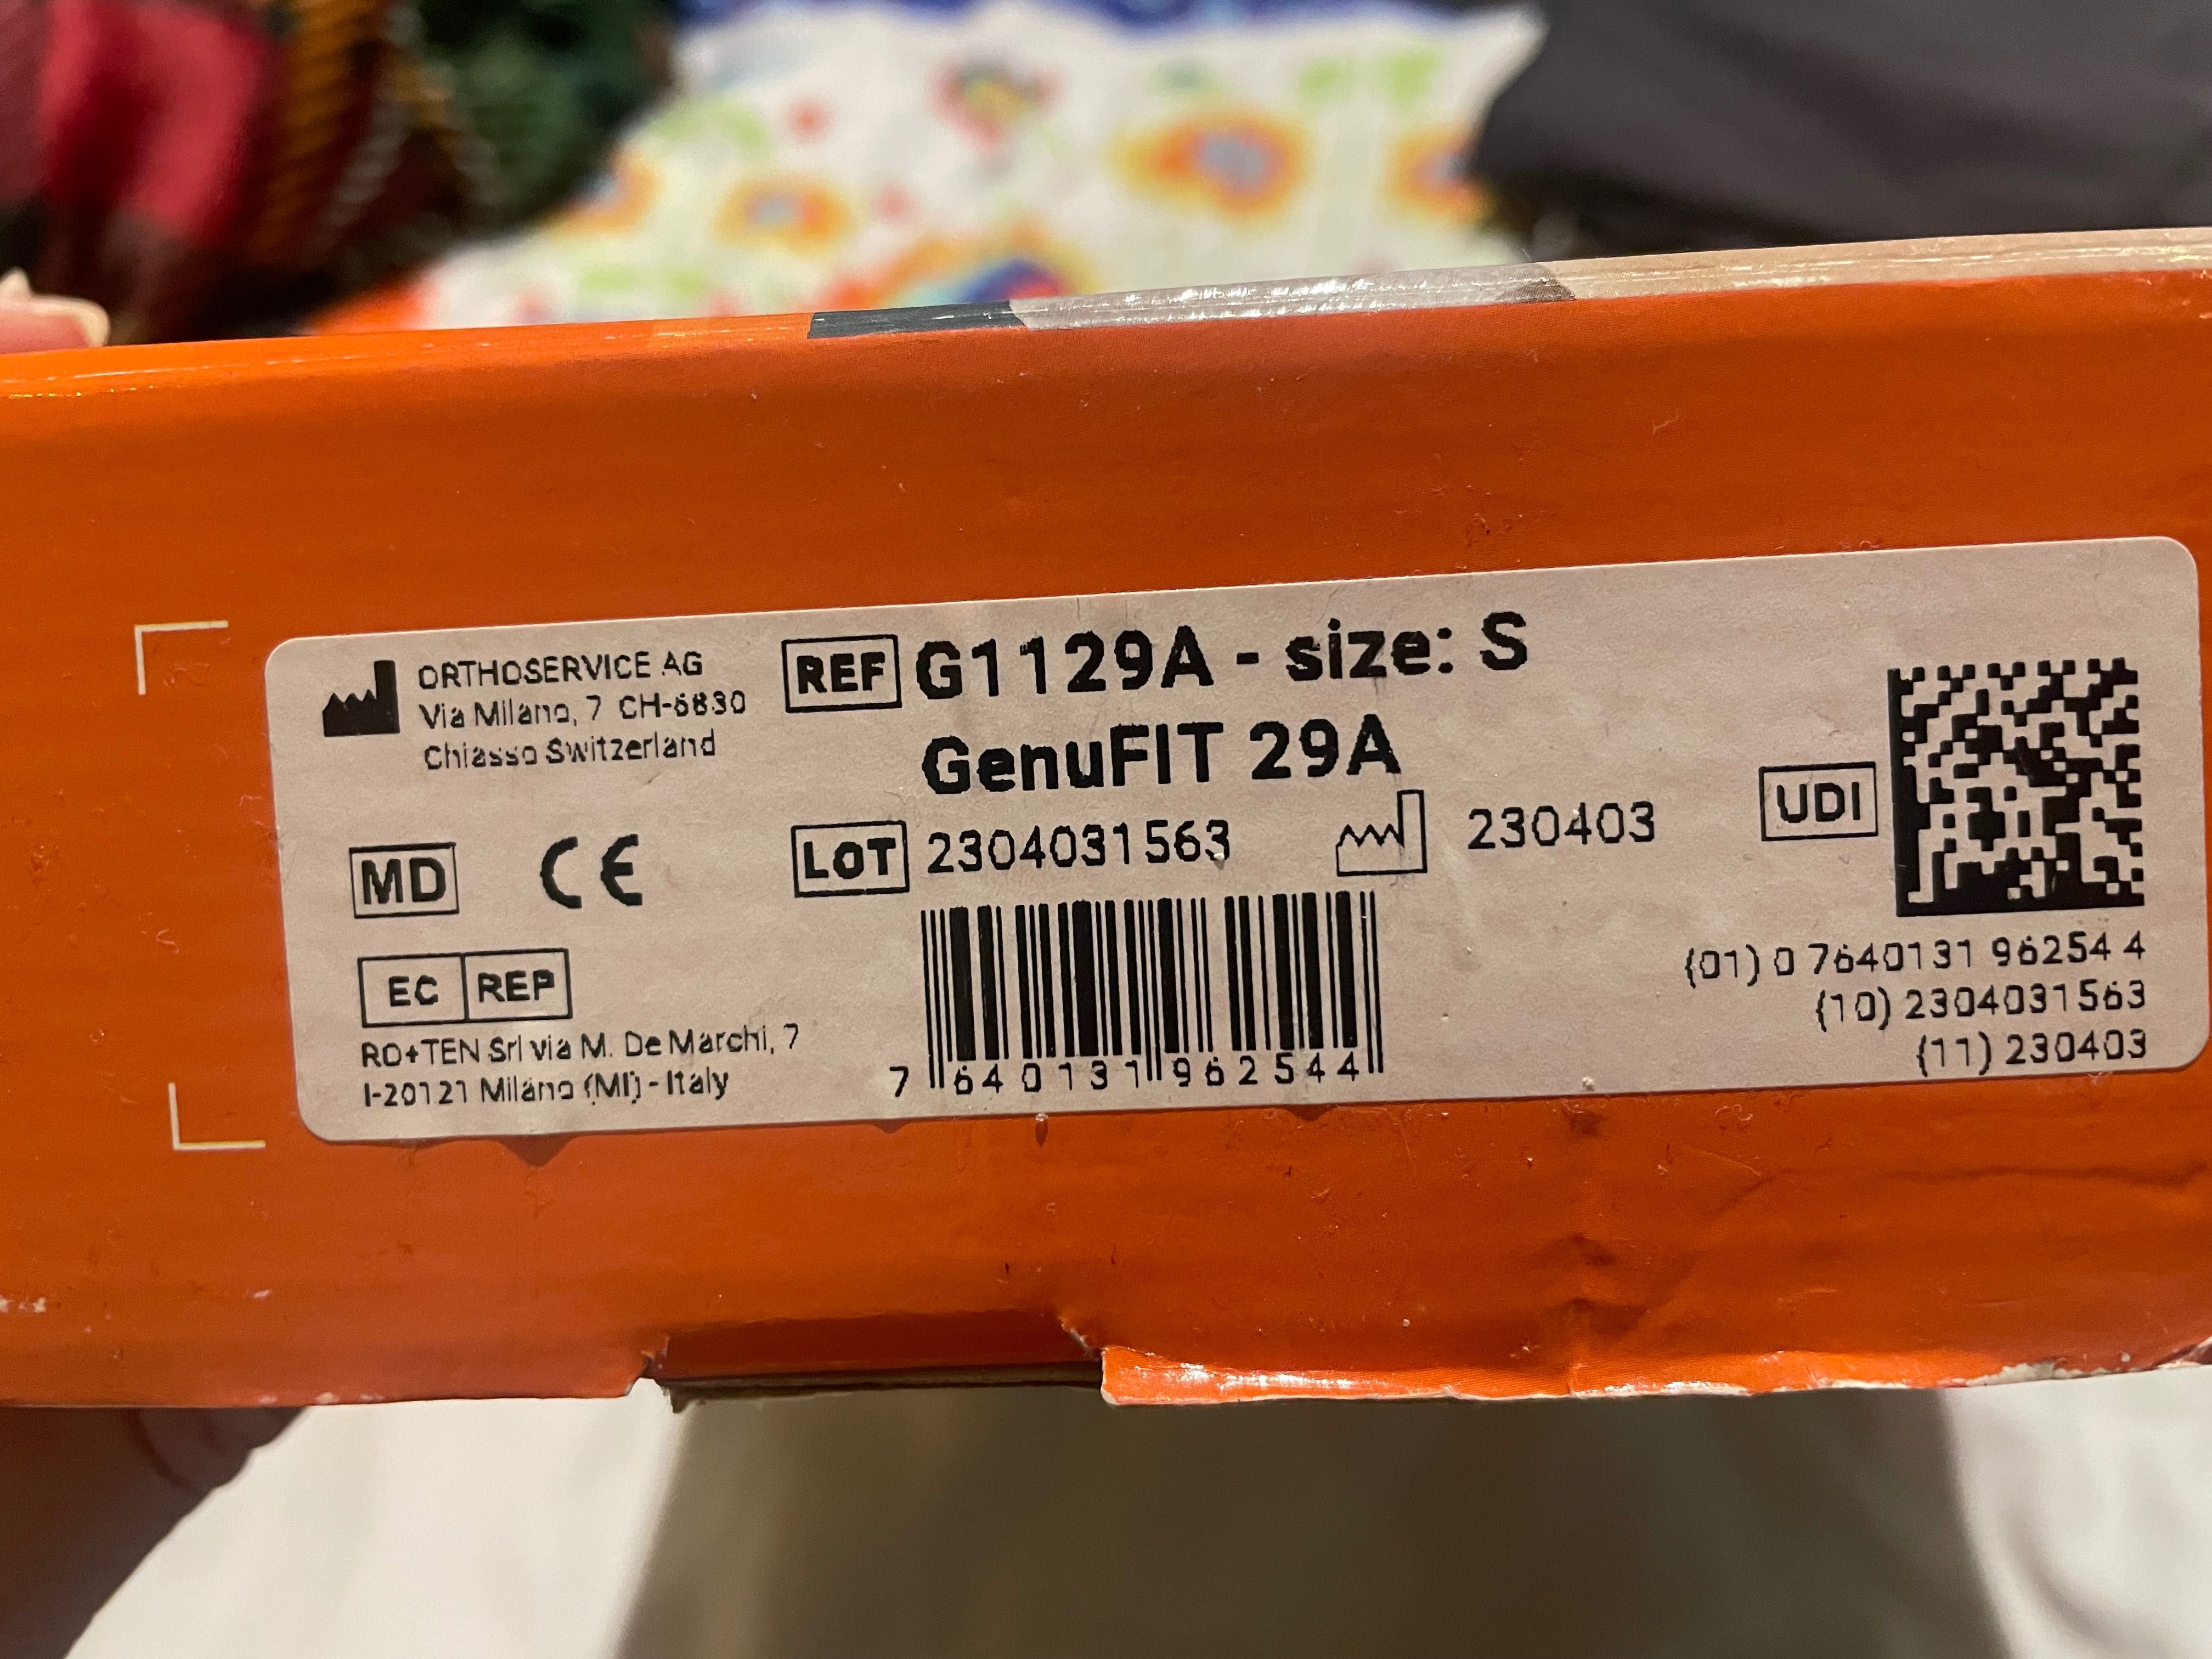 ORTHOSERVICE AG
Via Milano, 7 CH-6830
Chiasso Switzerland
REF G1129A - size: S
GenuFIT 29A
MD CE
LOT 2304031563 230403
UDI
EC REP
RO+TEN Srl via M. De Marchi, 7
I-20121 Milano (MI) - Italy
7 640131 962544
(01) 0 7640131 96254 4
(10) 2304031563
(11) 230403